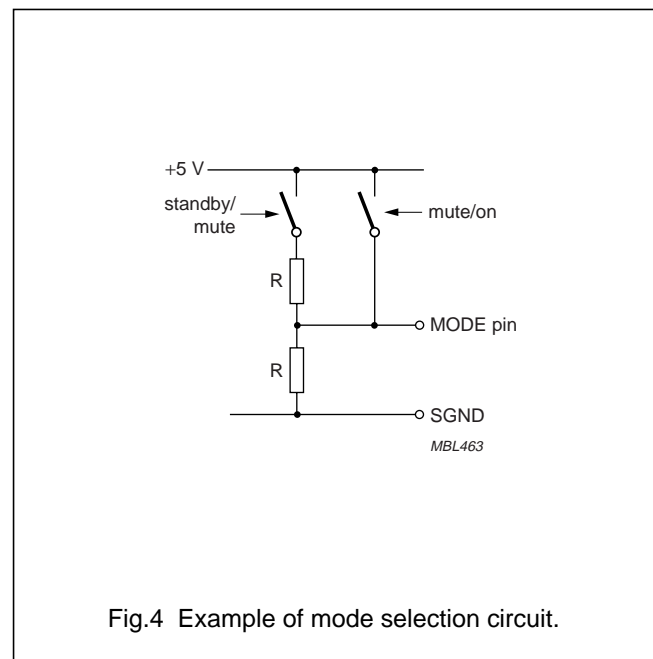 +5 V
standby/
mute
mute/on
R
MODE pin
R
SGND
MBL463
Fig.4 Example of mode selection circuit.